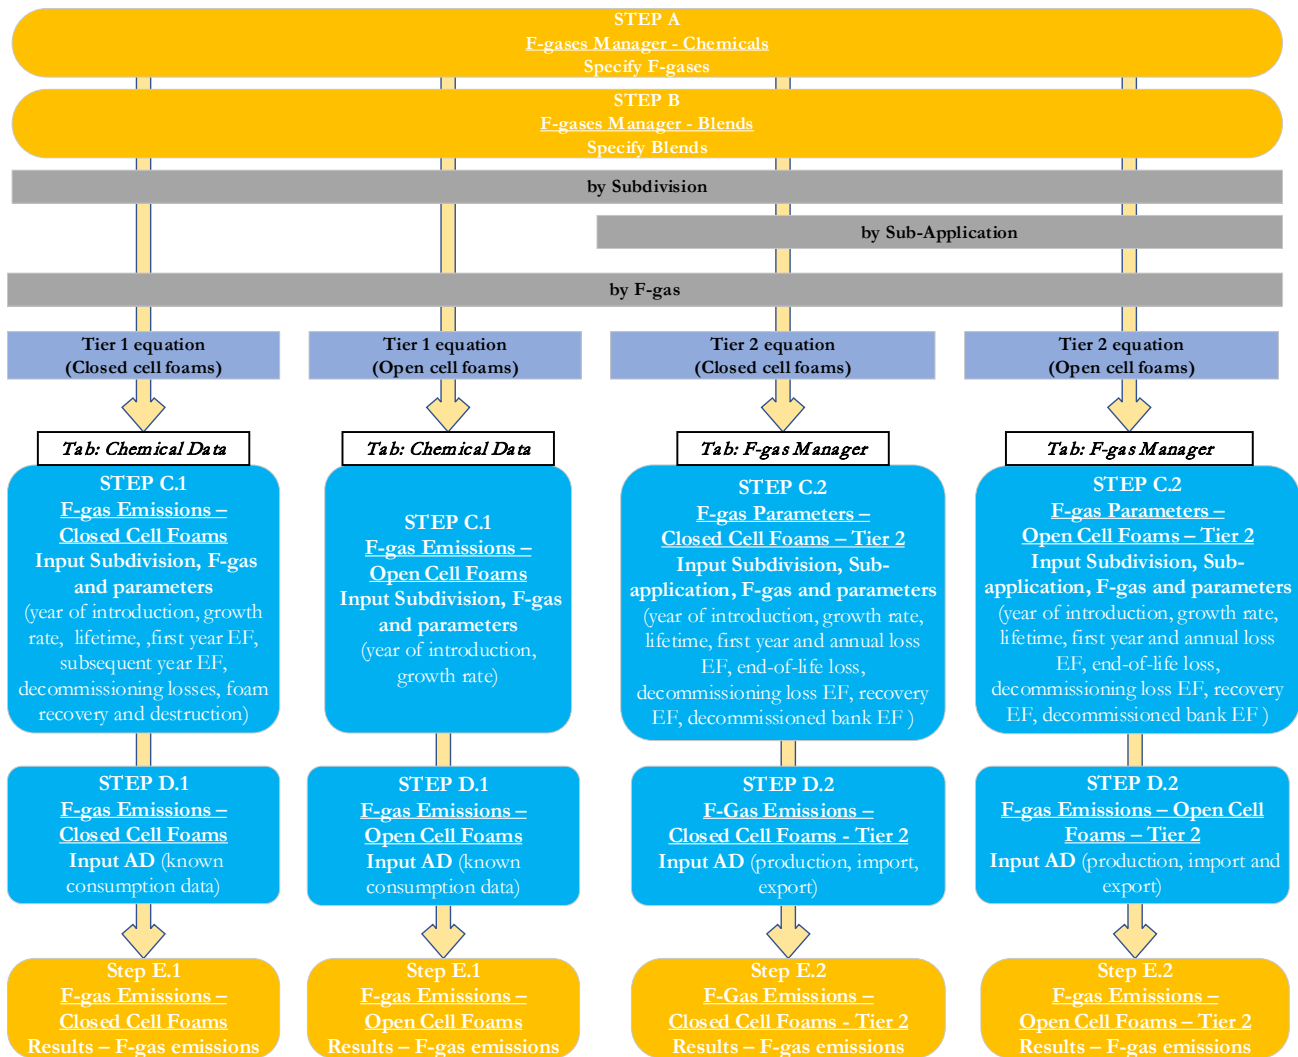 STEP A
F-gases Manager - Chemicals
Specify F-gases
STEP B
F-gases Manager - Blends
Specify Blends
by Subdivision
by Sub-Application
by F-gas
Tier 1 equation
(Closed cell foams)
Tier 1 equation
(Open cell foams)
Tier 2 equation
(Closed cell foams)
Tier 2 equation
(Open cell foams)
Tab: Chemical Data
Tab: Chemical Data
Tab: F-gas Manager
Tab: F-gas Manager
STEP C.1
F-gas Emissions –
Closed Cell Foams
Input Subdivision, F-gas
and parameters
(year of introduction, growth
rate, lifetime, ,first year EF,
subsequent year EF,
decommissioning losses, foam
recovery and destruction)
STEP C.1
F-gas Emissions –
Open Cell Foams
Input Subdivision, F-gas
and parameters
(year of introduction,
growth rate)
STEP C.2
F-gas Parameters –
Closed Cell Foams – Tier 2
Input Subdivision, Sub-
application, F-gas and parameters
(year of introduction, growth rate,
lifetime, first year and annual loss
EF, end-of-life loss,
decommissioning loss EF, recovery
EF, decommissioned bank EF )
STEP C.2
F-gas Parameters –
Open Cell Foams – Tier 2
Input Subdivision, Sub-
application, F-gas and parameters
(year of introduction, growth rate,
lifetime, first year and annual loss
EF, end-of-life loss,
decommissioning loss EF, recovery
EF, decommissioned bank EF )
STEP D.1
F-gas Emissions –
Closed Cell Foams
Input AD (known
consumption data)
STEP D.1
F-gas Emissions –
Open Cell Foams
Input AD (known
consumption data)
STEP D.2
F-Gas Emissions –
Closed Cell Foams - Tier 2
Input AD (production, import,
export)
STEP D.2
F-gas Emissions – Open Cell
Foams – Tier 2
Input AD (production, import and
export)
Step E.1
F-gas Emissions –
Closed Cell Foams
Results – F-gas emissions
Step E.1
F-gas Emissions –
Open Cell Foams
Results – F-gas emissions
Step E.2
F-Gas Emissions –
Closed Cell Foams - Tier 2
Results – F-gas emissions
Step E.2
F-gas Emissions –
Open Cell Foams – Tier 2
Results – F-gas emissions